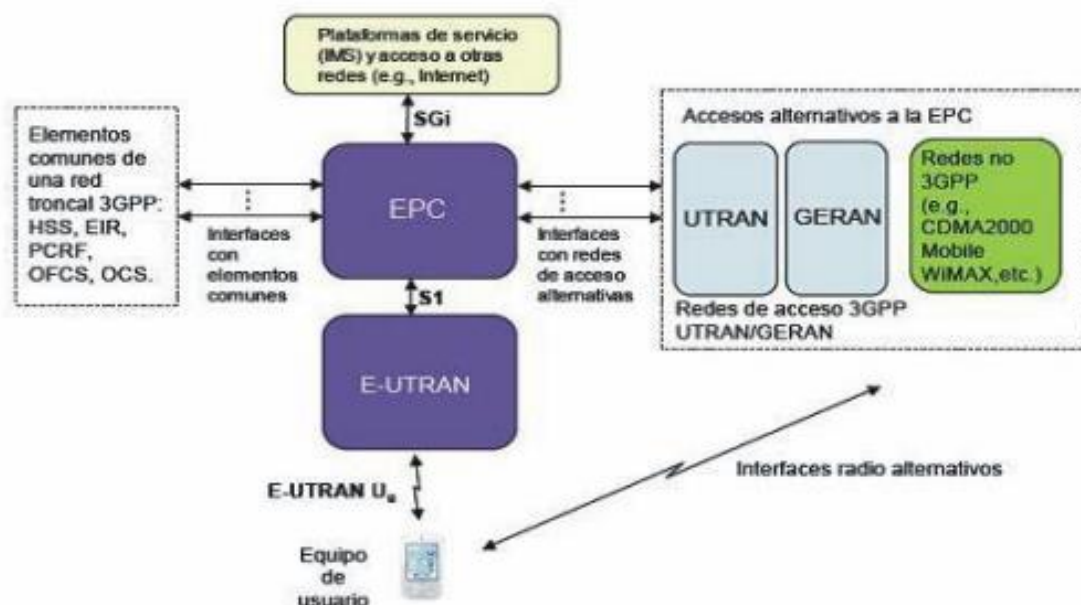 Plataformas de servicio
(IMS) y acceso a otras
redes (e.g., Internet)
SGi
Elementos
comunes de
una red
troncal 3GPP:
HSS, EIR,
PCRF,
OFCS, OCS.
Interfaces
con
elementos
comunes
EPC
Interfaces
con redes
de acceso
alternativas
Accesos alternativos a la EPC
UTRAN
GERAN
Redes no
3GPP
(e.g.,
CDMA2000
Mobile
WiMAX,etc.)
Redes de acceso 3GPP
UTRAN/GERAN
S1
E-UTRAN
E-UTRAN Uu
Interfaces radio alternativos
Equipo
de
usuario